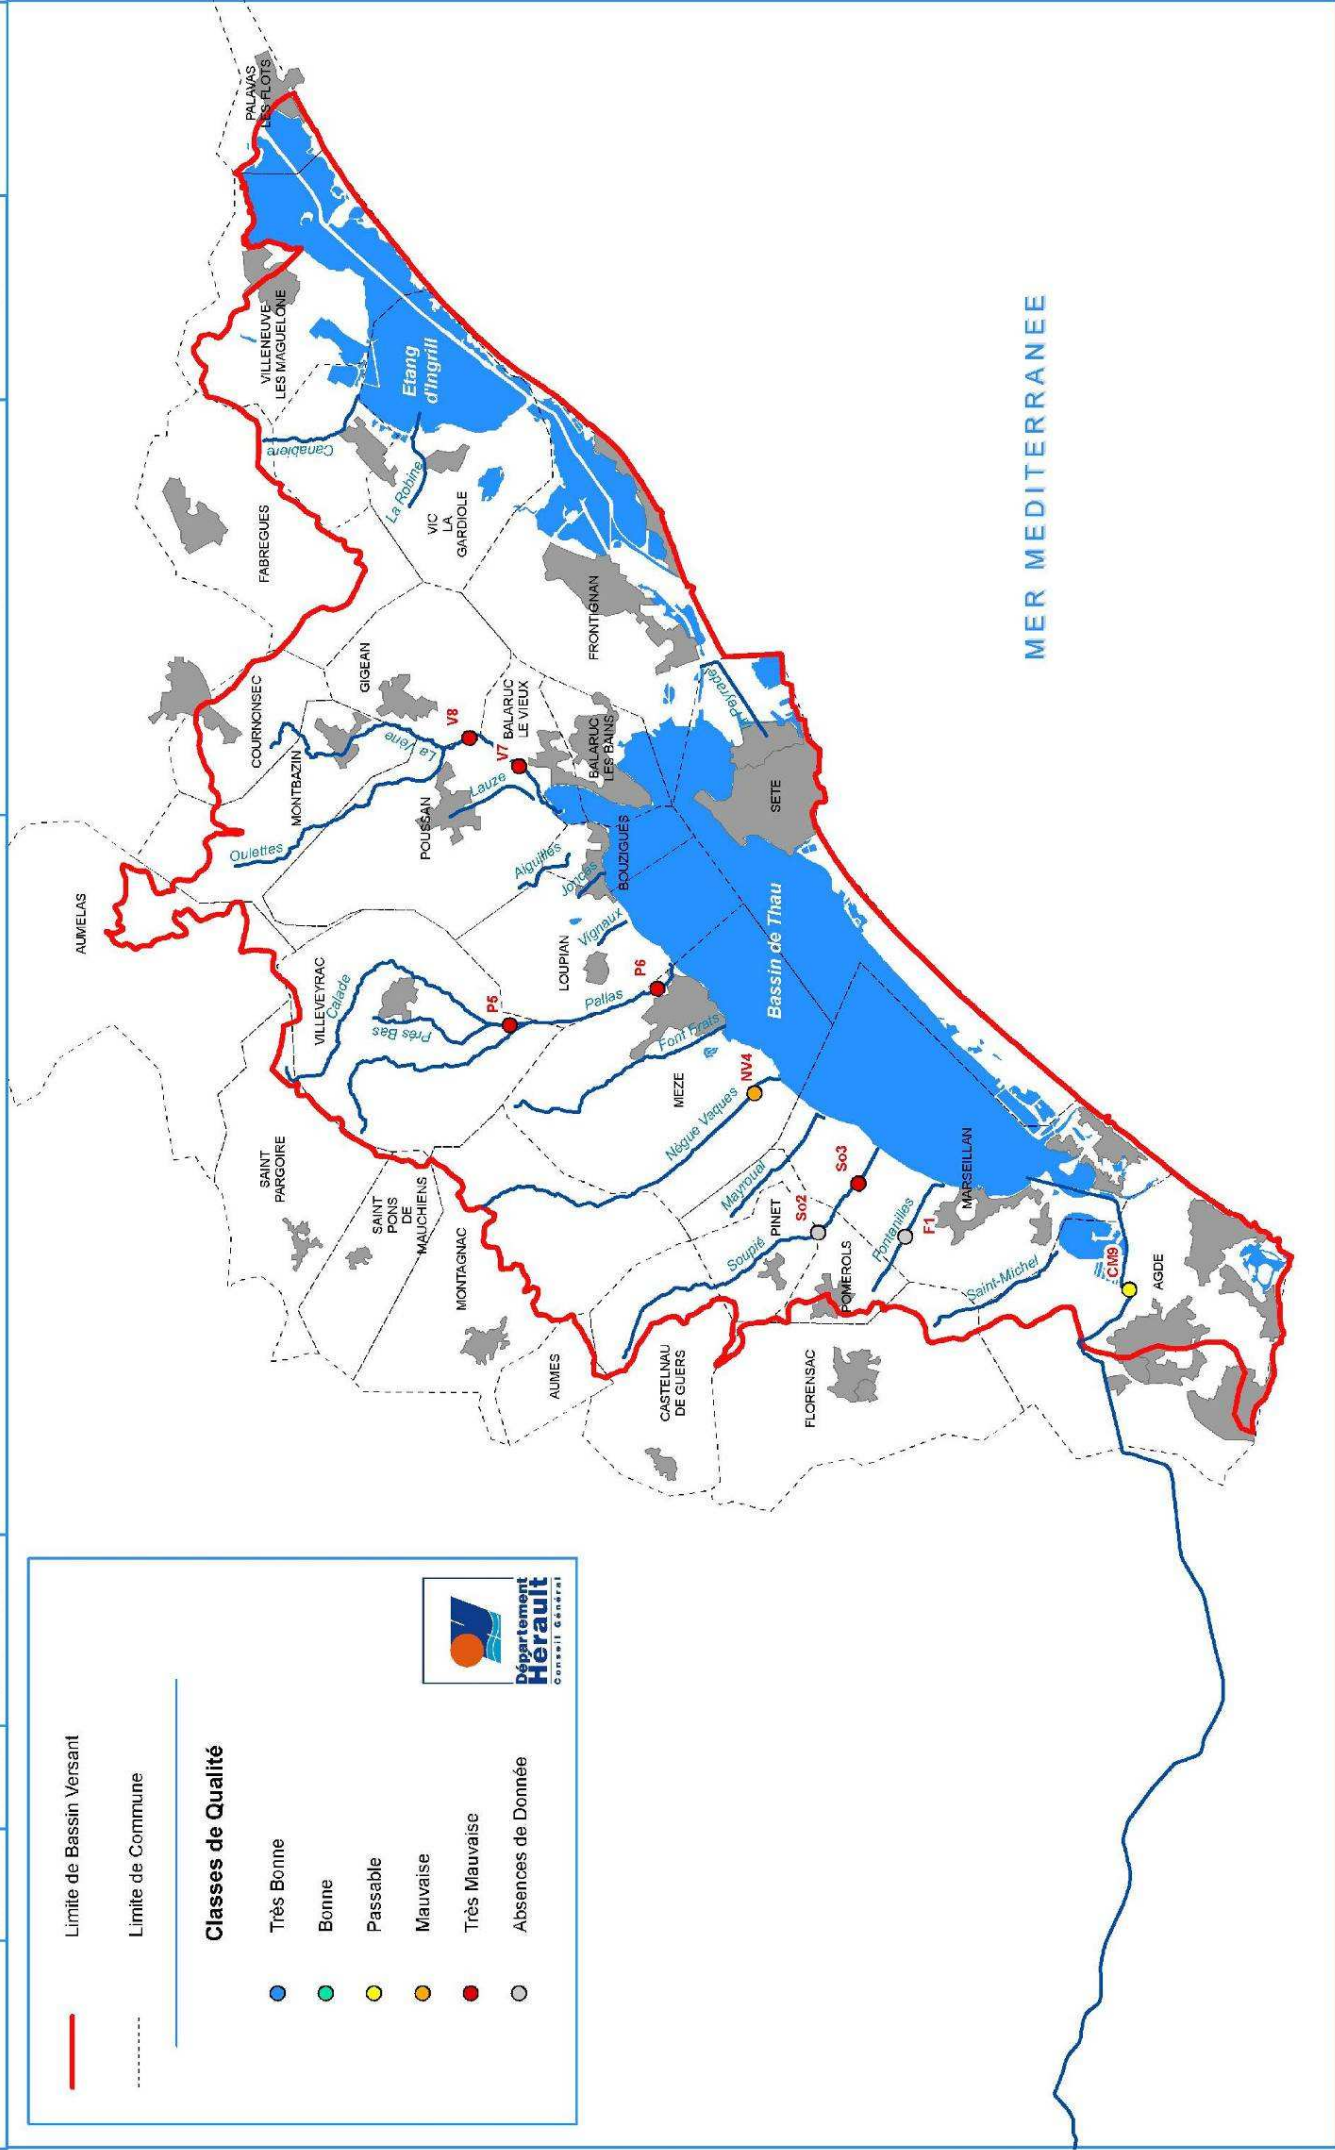 Limite de Bassin Versant
Limite de Commune
Classes de Qualité
Très Bonne
Bonne
Passable
Mauvaise
Très Mauvaise
Absences de Donnée
Département
Hérault
Conseil Général
AUMELAS
SAINT
PARGOIRE
SAINT
PONS
DE
MAUCHIENS
MONTAGNAC
AUMES
CASTELNAU
DE GUERS
FLORENSAC
VILLEVEYRAC
Calade
Près Bas
P5
LOUPIAN
Pallas
P6
Vignaux
Font Frats
MEZE
Nègue Vaques
NV4
Mayroual
PINET
Soupié
So2
So3
POMEROLS
Fontanilles
F1
MARSEILLAN
Saint-Michel
CM9
AGDE
COURNONSEC
MONTBAZIN
Oulettes
GIGEAN
La Vène
V8
POUSSAN
Lauze
V7
BALARUC
LE VIEUX
BALARUC
LES BAINS
Aiguilles
Joncas
BOUZIGUES
Bassin de Thau
SETE
La Peyrade
FRONTIGNAN
FABREGUES
VIC
LA
GARDIOLE
La Robine
Canabière
Etang
d'Ingrill
VILLENEUVE-
LES MAGUELONE
PALAVAS
LES FLOTS
MER MEDITERRANEE